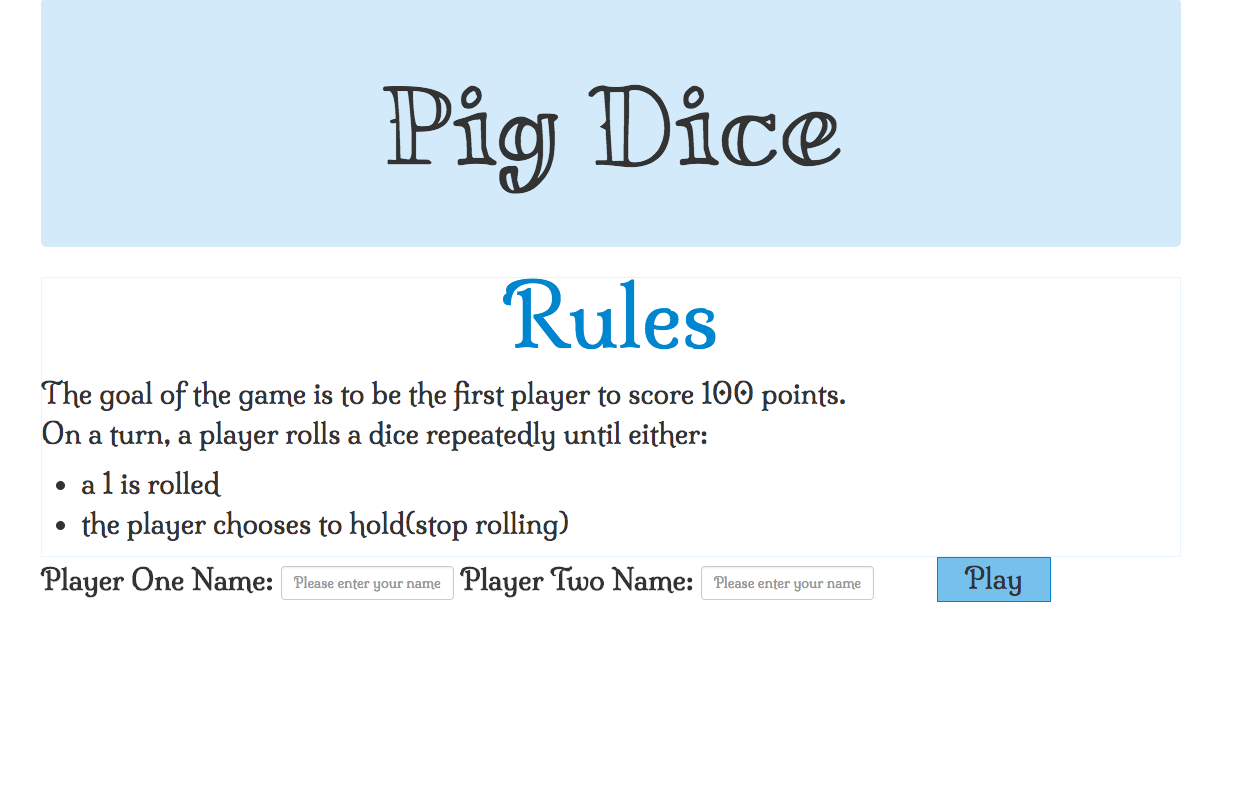 Pig Dice
Rules
The goal of the game is to be the first player to score 100 points.
On a turn, a player rolls a dice repeatedly until either:
a 1 is rolled
the player chooses to hold(stop rolling)
Player One Name: Please enter your name Player Two Name: Please enter your name Play